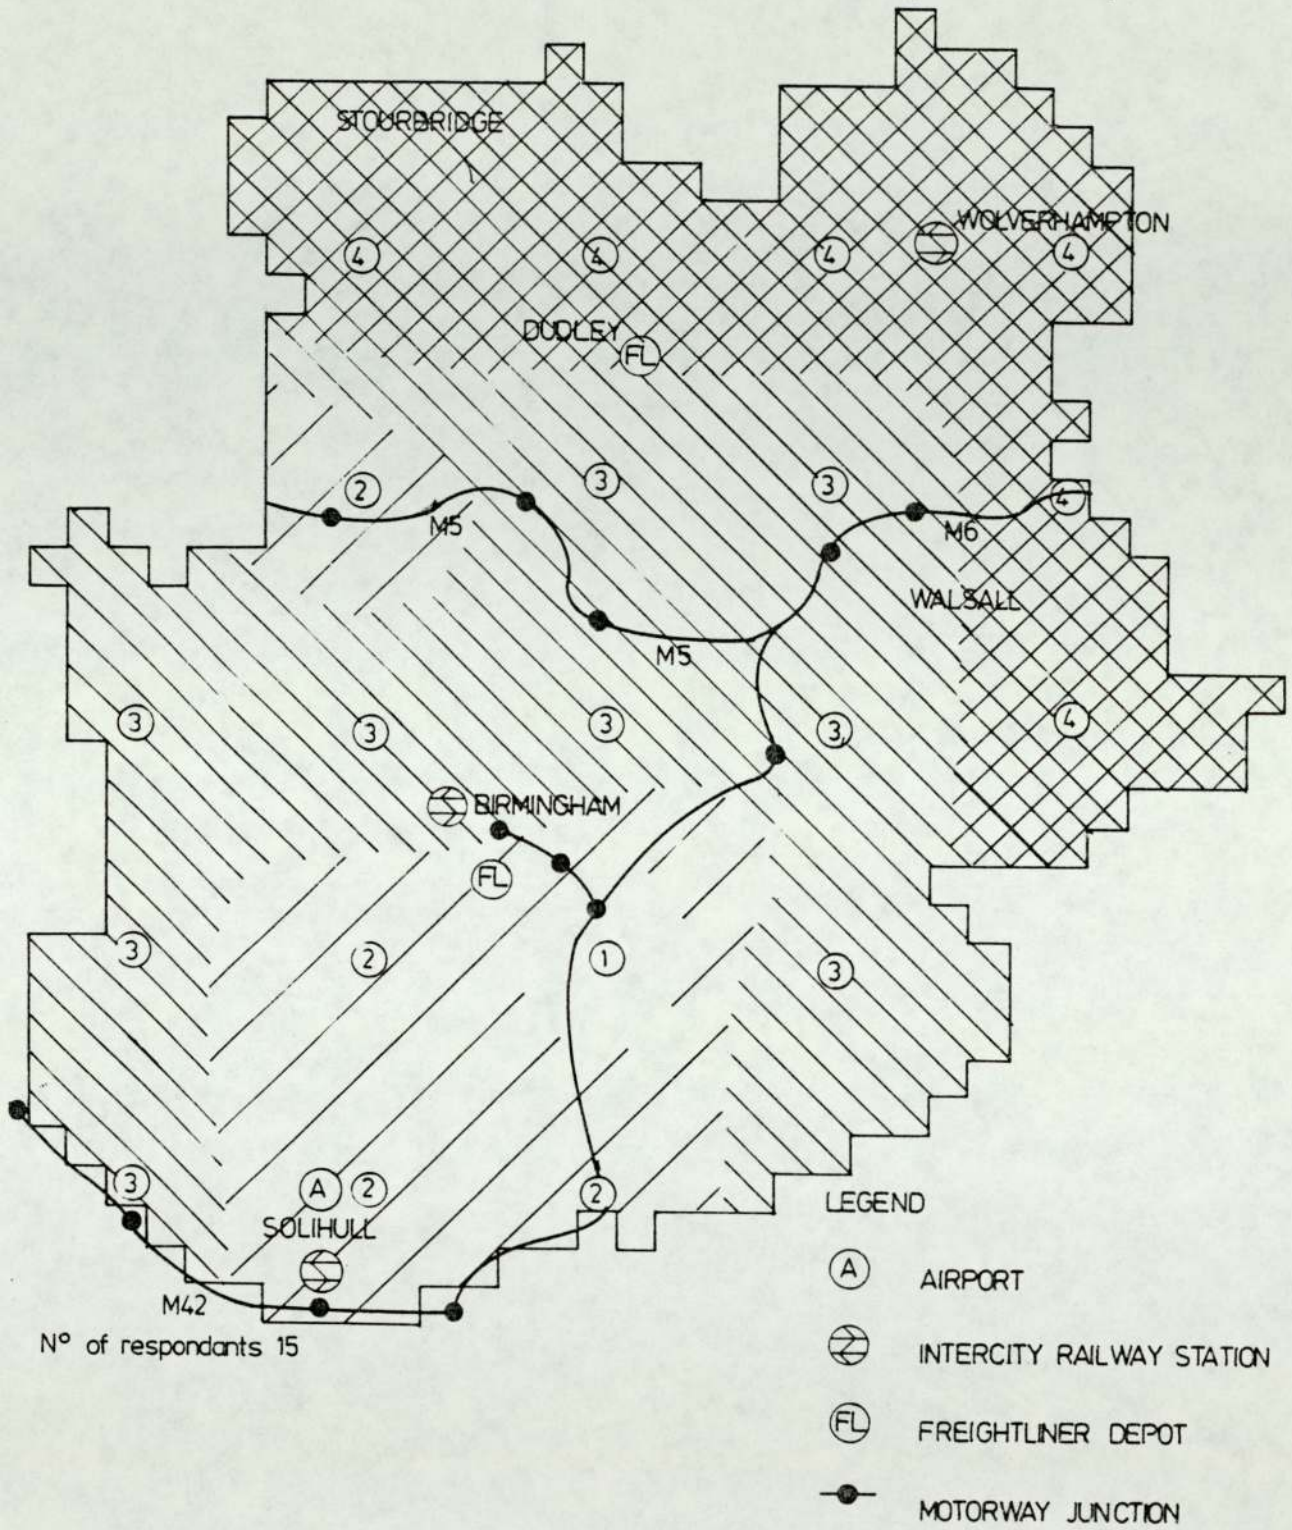 STOURBRIDGE
WOLVERHAMPTON
4 4 4 4
DUDLEY
FL
2 3 3 4
M5 M6
WALSALL
M5
3 3 3 3 4
BIRMINGHAM
FL
3 2 1 3
3 A 2 2
SOLIHULL
M42
Nº of respondants 15
LEGEND
A AIRPORT
INTERCITY RAILWAY STATION
FL FREIGHTLINER DEPOT
MOTORWAY JUNCTION